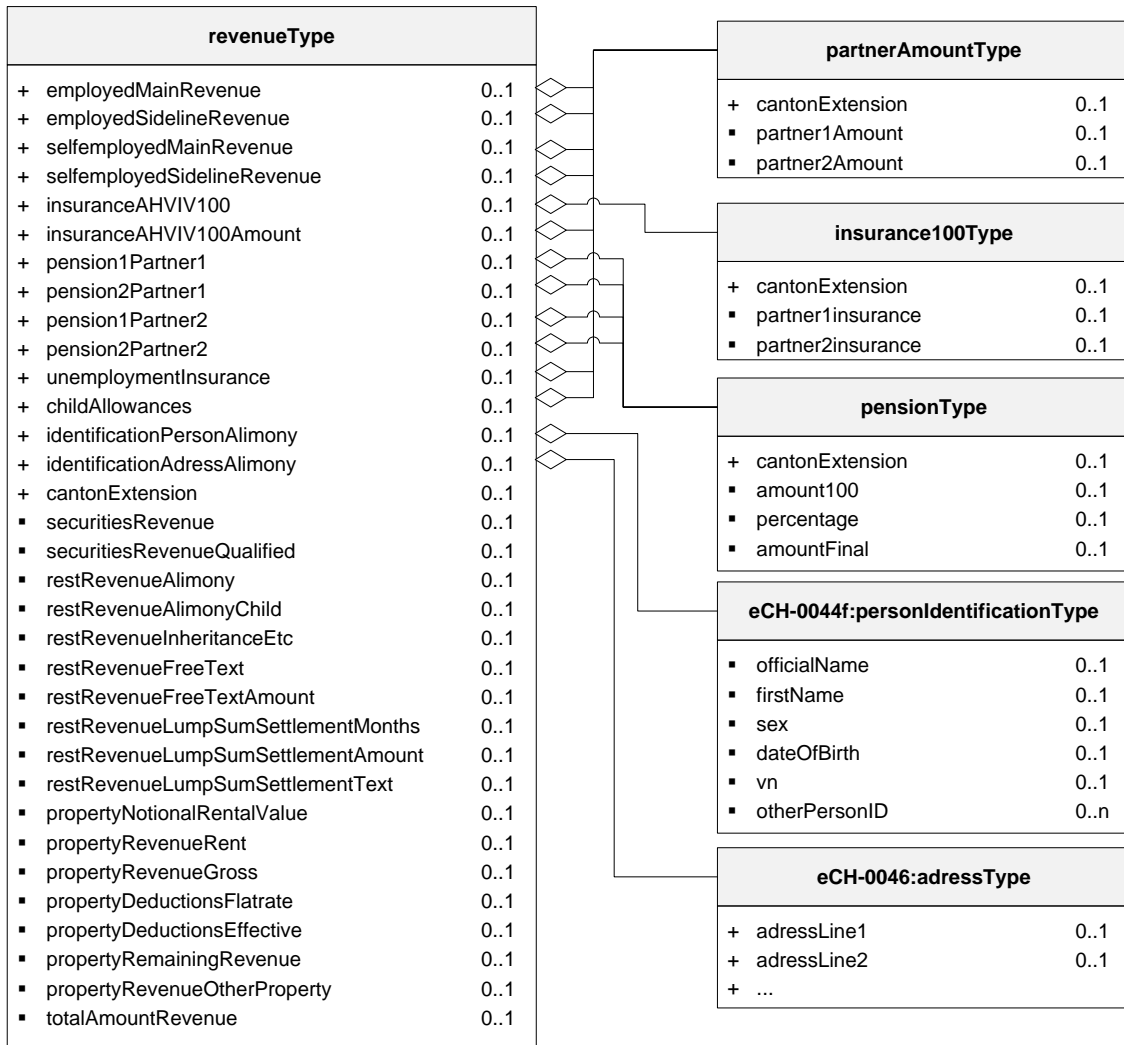 revenueType
+ employedMainRevenue 0..1
+ employedSidelineRevenue 0..1
+ selfemployedMainRevenue 0..1
+ selfemployedSidelineRevenue 0..1
+ insuranceAHVIV100 0..1
+ insuranceAHVIV100Amount 0..1
+ pension1Partner1 0..1
+ pension2Partner1 0..1
+ pension1Partner2 0..1
+ pension2Partner2 0..1
+ unemploymentInsurance 0..1
+ childAllowances 0..1
+ identificationPersonAlimony 0..1
+ identificationAdressAlimony 0..1
+ cantonExtension 0..1
▪ securitiesRevenue 0..1
▪ securitiesRevenueQualified 0..1
▪ restRevenueAlimony 0..1
▪ restRevenueAlimonyChild 0..1
▪ restRevenueInheritanceEtc 0..1
▪ restRevenueFreeText 0..1
▪ restRevenueFreeTextAmount 0..1
▪ restRevenueLumpSumSettlementMonths 0..1
▪ restRevenueLumpSumSettlementAmount 0..1
▪ restRevenueLumpSumSettlementText 0..1
▪ propertyNotionalRentalValue 0..1
▪ propertyRevenueRent 0..1
▪ propertyRevenueGross 0..1
▪ propertyDeductionsFlatrate 0..1
▪ propertyDeductionsEffective 0..1
▪ propertyRemainingRevenue 0..1
▪ propertyRevenueOtherProperty 0..1
▪ totalAmountRevenue 0..1
partnerAmountType
+ cantonExtension 0..1
▪ partner1Amount 0..1
▪ partner2Amount 0..1
insurance100Type
+ cantonExtension 0..1
▪ partner1insurance 0..1
▪ partner2insurance 0..1
pensionType
+ cantonExtension 0..1
▪ amount100 0..1
▪ percentage 0..1
▪ amountFinal 0..1
eCH-0044f:personIdentificationType
▪ officialName 0..1
▪ firstName 0..1
▪ sex 0..1
▪ dateOfBirth 0..1
▪ vn 0..1
▪ otherPersonID 0..n
eCH-0046:adressType
+ adressLine1 0..1
+ adressLine2 0..1
+ ...